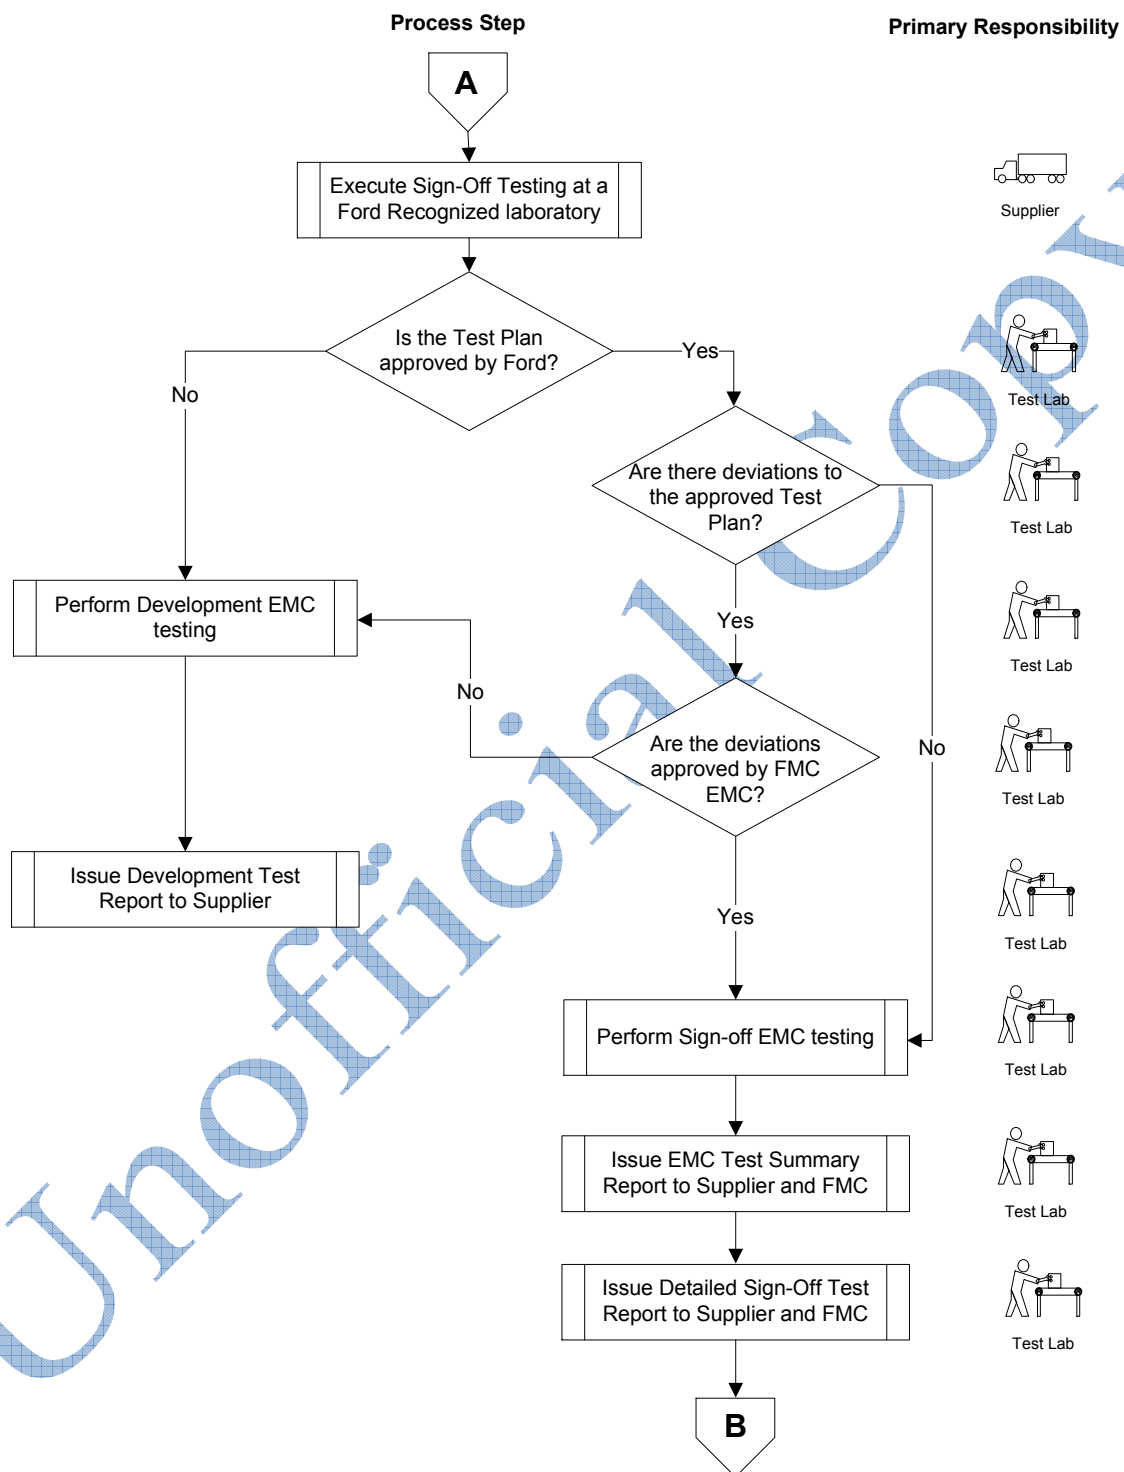 Process Step
Primary Responsibility
A
Execute Sign-Off Testing at a
Ford Recognized laboratory
Supplier
Is the Test Plan
approved by Ford?
Yes
No
Test Lab
Are there deviations to
the approved Test
Plan?
Test Lab
Perform Development EMC
testing
Yes
Test Lab
No
Are the deviations
approved by FMC
EMC?
No
Test Lab
Issue Development Test
Report to Supplier
Yes
Test Lab
Perform Sign-off EMC testing
Test Lab
Issue EMC Test Summary
Report to Supplier and FMC
Test Lab
Issue Detailed Sign-Off Test
Report to Supplier and FMC
Test Lab
B
Unofficial Copy